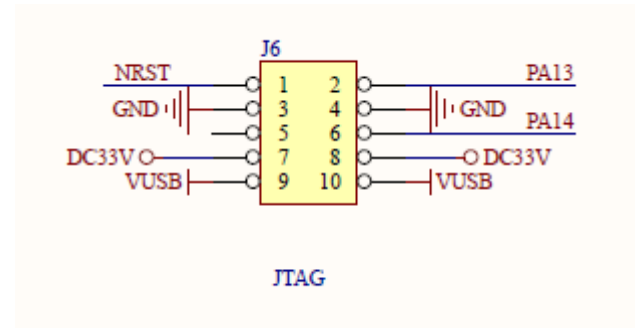 J6
NRST 1 2 PA13
GND 3 4 GND
5 6 PA14
DC33V 7 8 DC33V
VUSB 9 10 VUSB
JTAG